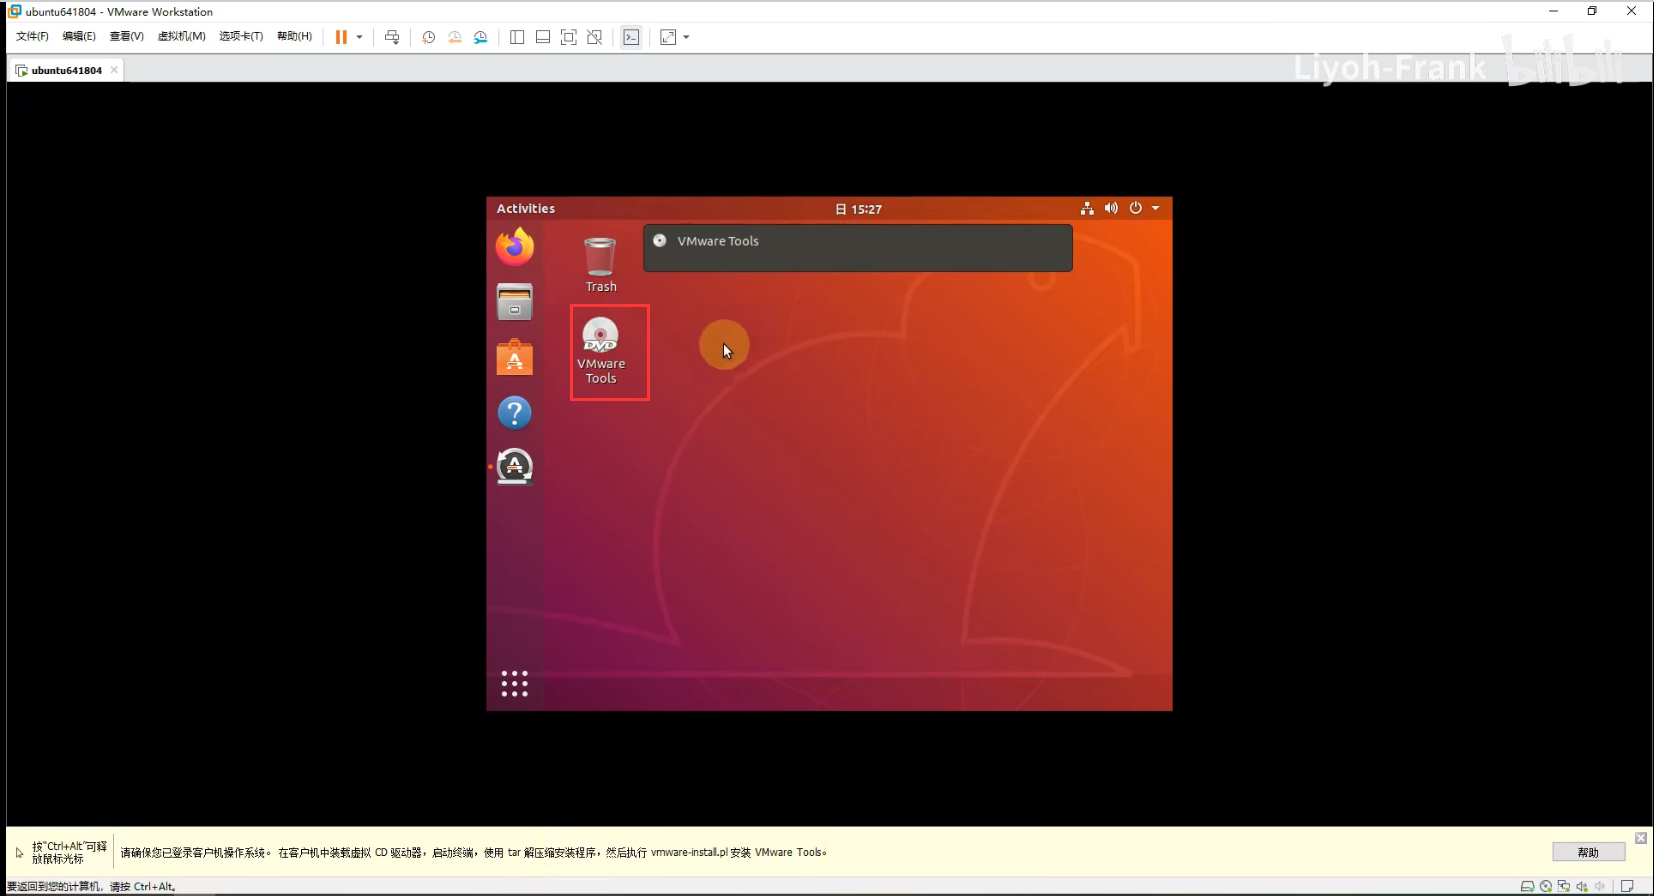 ubuntu641804 - VMware Workstation
文件(F) 编辑(E) 查看(V) 虚拟机(M) 选项卡(T) 帮助(H)
ubuntu641804
Liyoh-Frank bilibili
Activities
日 15:27
VMware Tools
Trash
DVD
VMware
Tools
按"Ctrl+Alt"可释
放鼠标光标
请确保您已登录客户机操作系统。在客户机中装载虚拟 CD 驱动器，启动终端，使用 tar 解压缩安装程序，然后执行 vmware-install.pl 安装 VMware Tools。
帮助
要返回到您的计算机，请按 Ctrl+Alt。